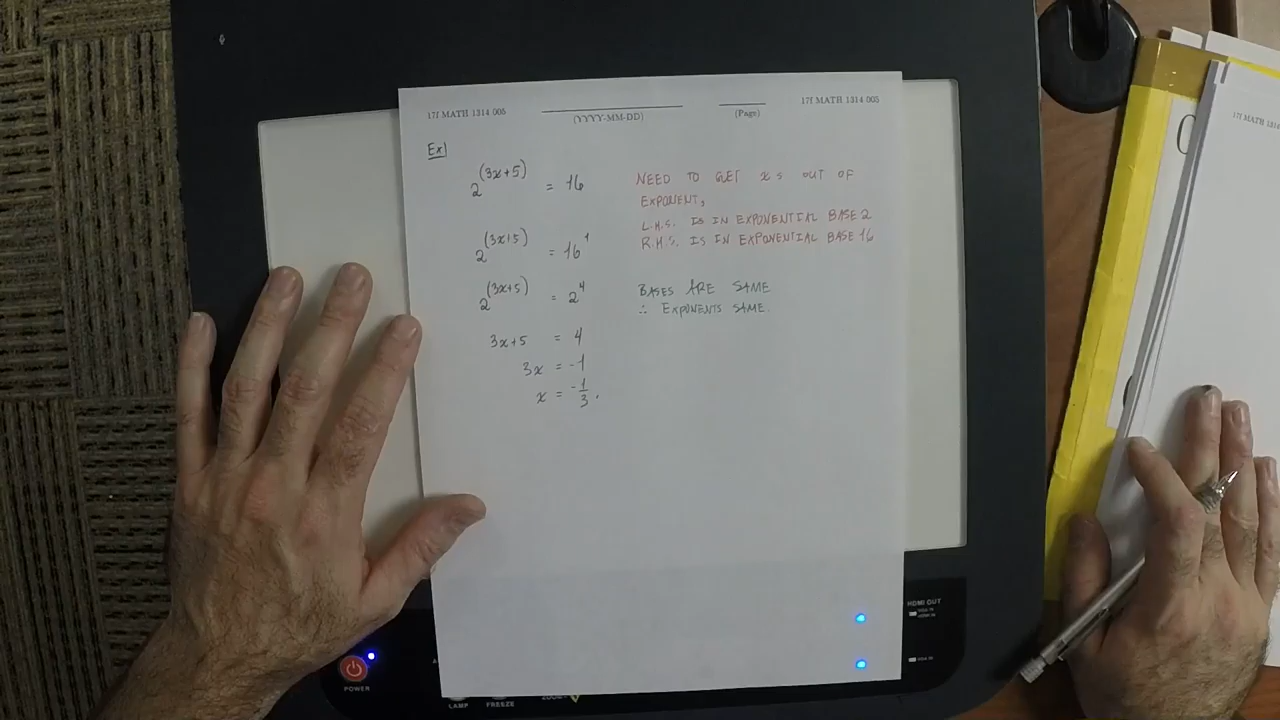 17f MATH 1314 005
(YYYY-MM-DD)
(Page)
17f MATH 1314 005
Ex1
2^(3x+5) = 16
NEED TO GET x's OUT OF
EXPONENT,
L.H.S. IS IN EXPONENTIAL BASE 2
R.H.S. IS IN EXPONENTIAL BASE 16
2^(3x+5) = 16^1
2^(3x+5) = 2^4
BASES ARE SAME
∴ EXPONENTS SAME.
3x+5 = 4
3x = -1
x = -1/3.
17f MATH 1314
HDMI OUT
POWER
LAMP
FREEZE